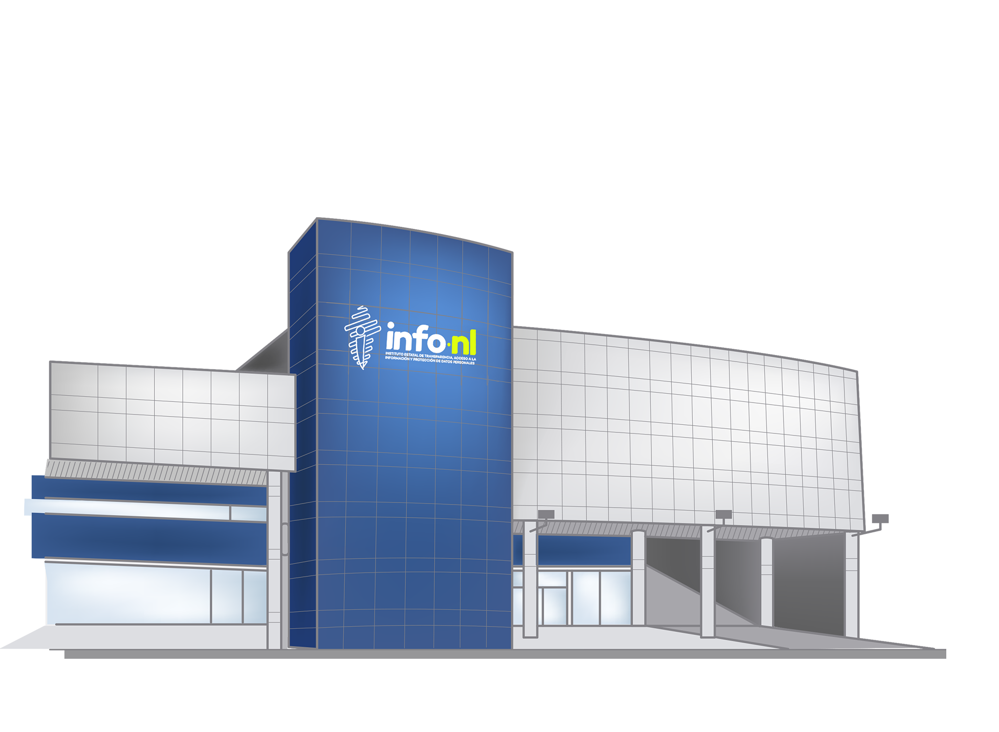 info·nl
INSTITUTO ESTATAL DE TRANSPARENCIA, ACCESO A LA
INFORMACIÓN Y PROTECCIÓN DE DATOS PERSONALES